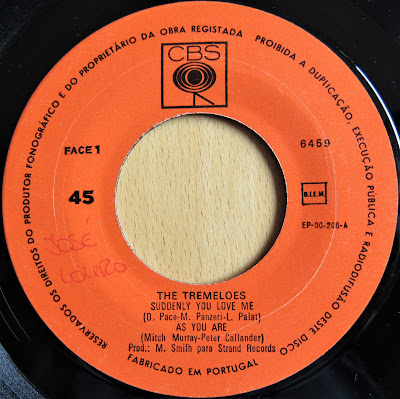 RESERVADOS OS DIREITOS DO PRODUTOR FONOGRÁFICO E DO PROPRIETÁRIO DA OBRA REGISTADA
PROIBIDA A DUPLICAÇÃO, EXECUÇÃO PÚBLICA E RADIODIFUSÃO DESTE DISCO
CBS
FACE 1
6459
45
B.I.E.M.
EP-00-206-A
JOSÉ
THE TREMELOES
SUDDENLY YOU LOVE ME
(D. Pace-M. Panzeri-L. Palat)
AS YOU ARE
(Mitch Murray-Peter Callander)
Prod.: M. Smith para Strand Records
FABRICADO EM PORTUGAL